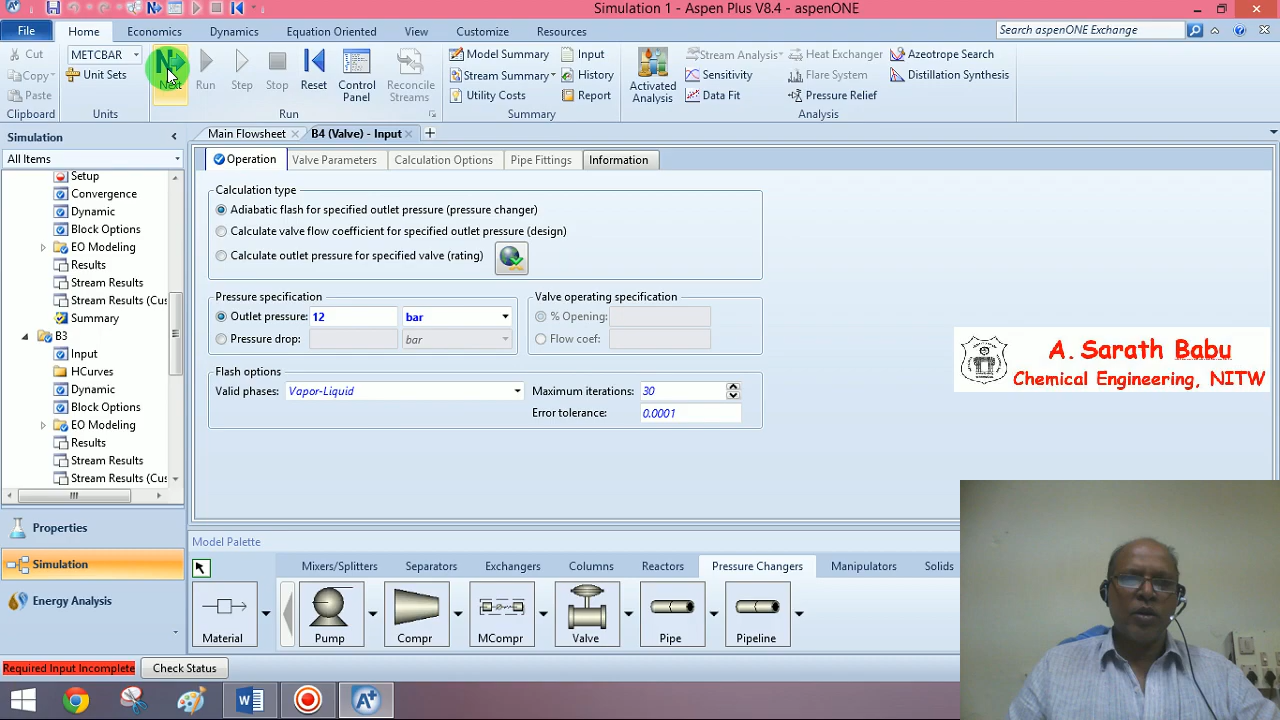 Simulation 1 - Aspen Plus V8.4 - aspenONE
File
Home
Economics
Dynamics
Equation Oriented
View
Customize
Resources
Search aspenONE Exchange
Cut
Copy
Paste
Clipboard
METCBAR
Unit Sets
Units
Next
Run
Step
Stop
Reset
Control Panel
Reconcile Streams
Run
Model Summary
Stream Summary
Utility Costs
Input
History
Report
Summary
Activated Analysis
Stream Analysis
Sensitivity
Data Fit
Heat Exchanger
Flare System
Pressure Relief
Azeotrope Search
Distillation Synthesis
Analysis
Simulation
All Items
Setup
Convergence
Dynamic
Block Options
EO Modeling
Results
Stream Results
Stream Results (Cus
Summary
B3
Input
HCurves
Dynamic
Block Options
EO Modeling
Results
Stream Results
Stream Results (Cus
Properties
Simulation
Energy Analysis
Main Flowsheet
B4 (Valve) - Input
Operation
Valve Parameters
Calculation Options
Pipe Fittings
Information
Calculation type
Adiabatic flash for specified outlet pressure (pressure changer)
Calculate valve flow coefficient for specified outlet pressure (design)
Calculate outlet pressure for specified valve (rating)
Pressure specification
Outlet pressure: 12 bar
Pressure drop: bar
Valve operating specification
% Opening:
Flow coef:
Flash options
Valid phases: Vapor-Liquid
Maximum iterations: 30
Error tolerance: 0.0001
A. Sarath Babu
Chemical Engineering, NITW
Model Palette
Mixers/Splitters
Separators
Exchangers
Columns
Reactors
Pressure Changers
Manipulators
Solids
Material
Pump
Compr
MCompr
Valve
Pipe
Pipeline
Required Input Incomplete
Check Status